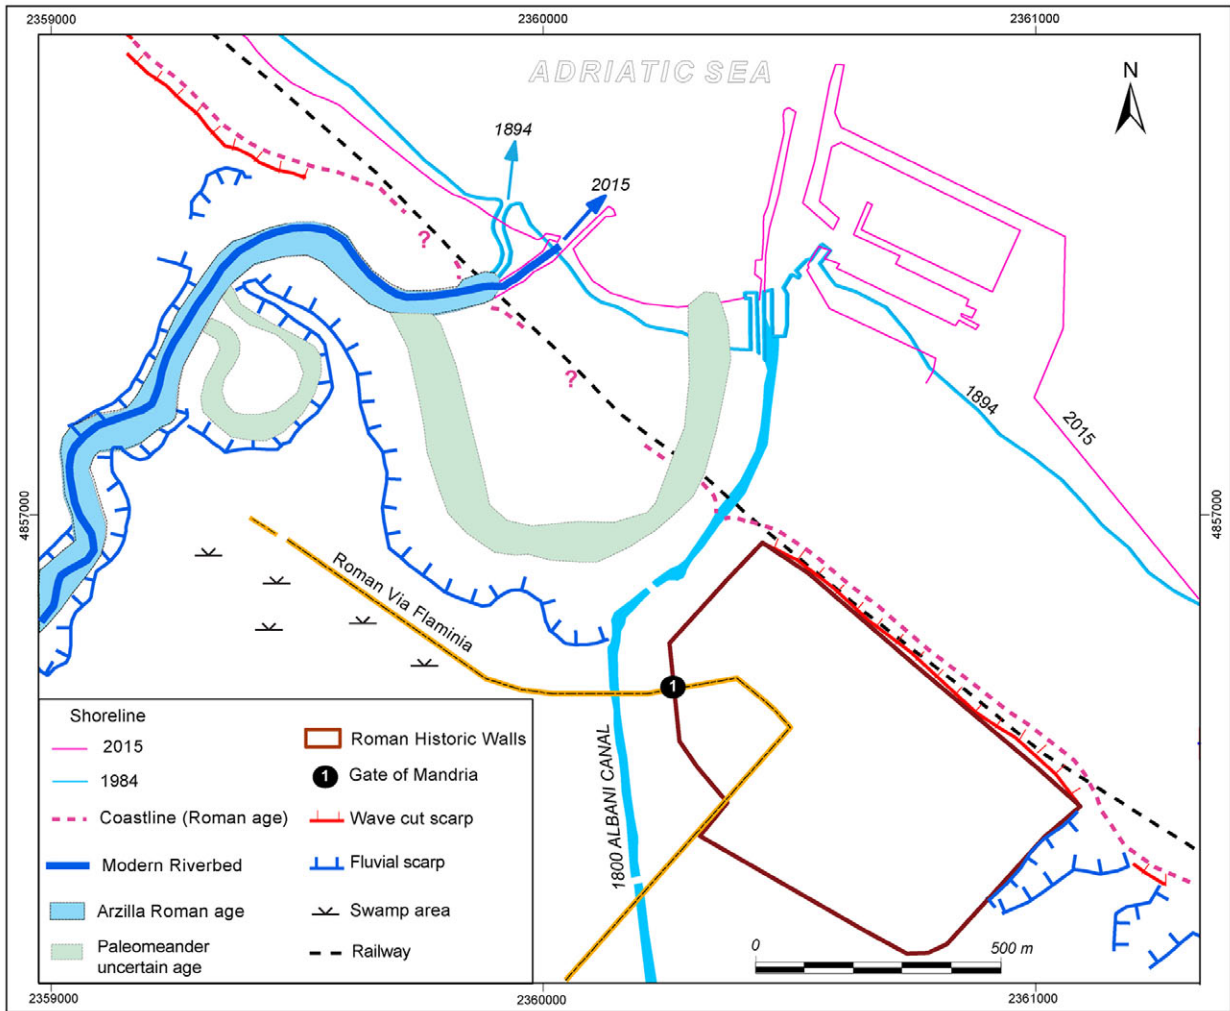 2359000
2360000
2361000
ADRIATIC SEA
N
1894
2015
?
?
1894
2015
4857000
4857000
Roman Via Flaminia
1
1800 ALBANI CANAL
Shoreline
2015
1984
Coastline (Roman age)
Modern Riverbed
Arzilla Roman age
Paleomeander
uncertain age
Roman Historic Walls
1 Gate of Mandria
Wave cut scarp
Fluvial scarp
Swamp area
Railway
0 500 m
2359000
2360000
2361000